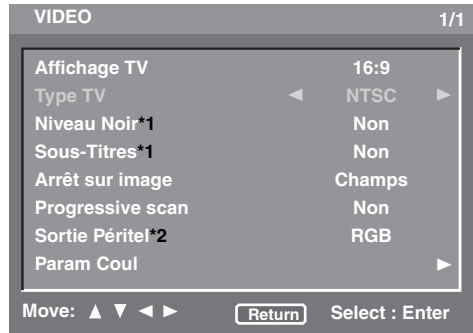 VIDEO 1/1
Affichage TV 16:9
Type TV ◄ NTSC ►
Niveau Noir*1 Non
Sous-Titres*1 Non
Arrêt sur image Champs
Progressive scan Non
Sortie Péritel*2 RGB
Param Coul ►
Move: ▲ ▼ ◄ ► Return Select : Enter